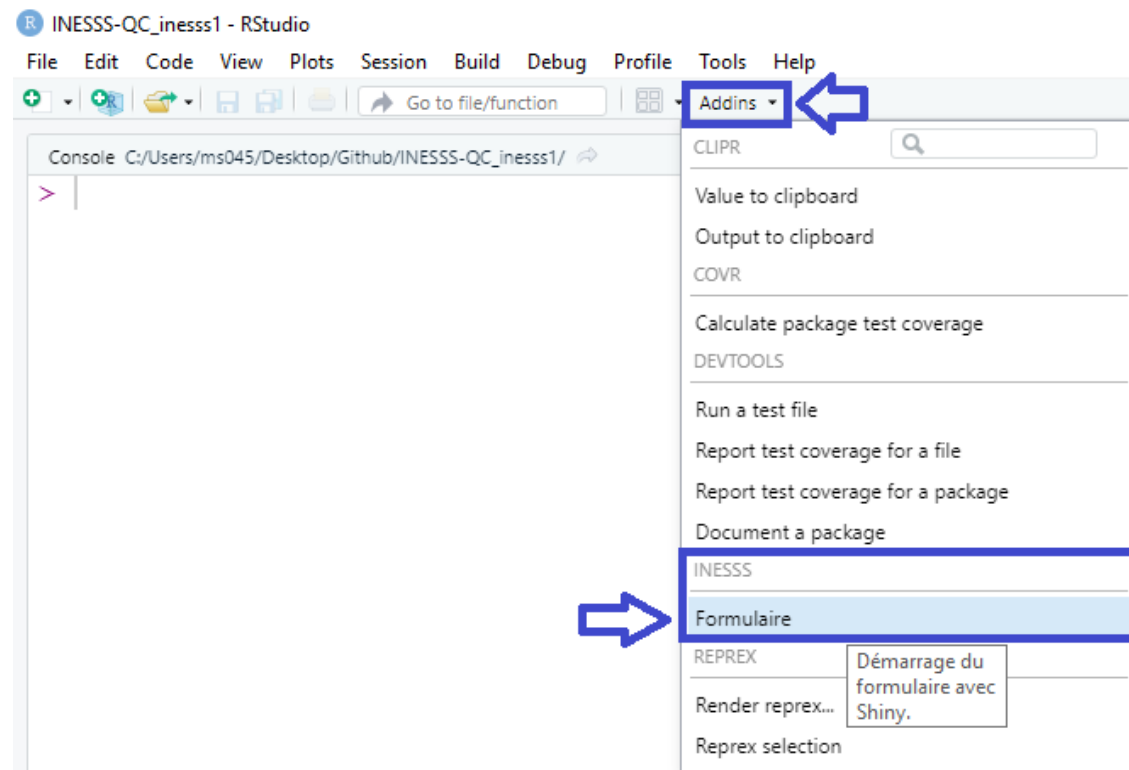 R INESSS-QC_inesss1 - RStudio
File Edit Code View Plots Session Build Debug Profile Tools Help
Go to file/function Addins
Console C:/Users/ms045/Desktop/Github/INESSS-QC_inesss1/
>
CLIPR
Value to clipboard
Output to clipboard
COVR
Calculate package test coverage
DEVTOOLS
Run a test file
Report test coverage for a file
Report test coverage for a package
Document a package
INESSS
Formulaire
REPREX
Démarrage du
formulaire avec
Shiny.
Render reprex...
Reprex selection